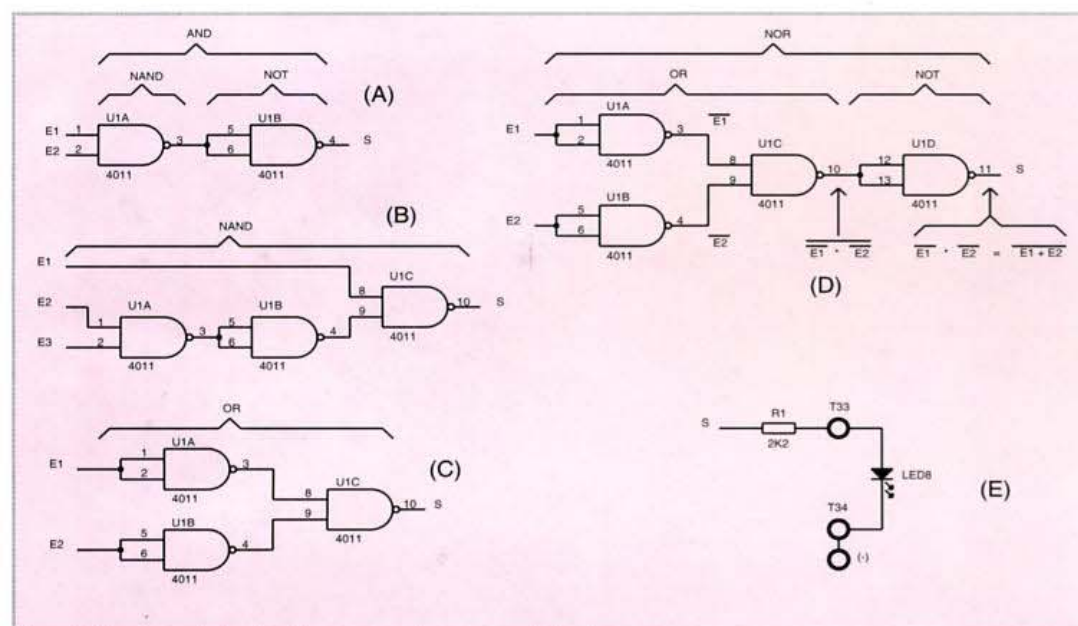 AND
NAND
NOT
(A)
U1A
U1B
E1
1
3
5
4
S
E2
2
6
4011
4011
(B)
NAND
E1
U1C
8
10
S
E2
U1A
U1B
9
1
3
5
4
4011
E3
2
6
4011
4011
OR
U1A
(C)
E1
1
3
2
U1C
4011
8
10
S
U1B
9
E2
5
4
4011
6
4011
NOR
OR
NOT
U1A
E1
E1
1
3
2
U1C
U1D
4011
8
10
12
11
S
U1B
9
13
E2
5
4
4011
4011
6
E2
4011
E1 · E2
E1 · E2 = E1 + E2
(D)
S
R1
T33
2K2
LED8
(E)
T34
(-)